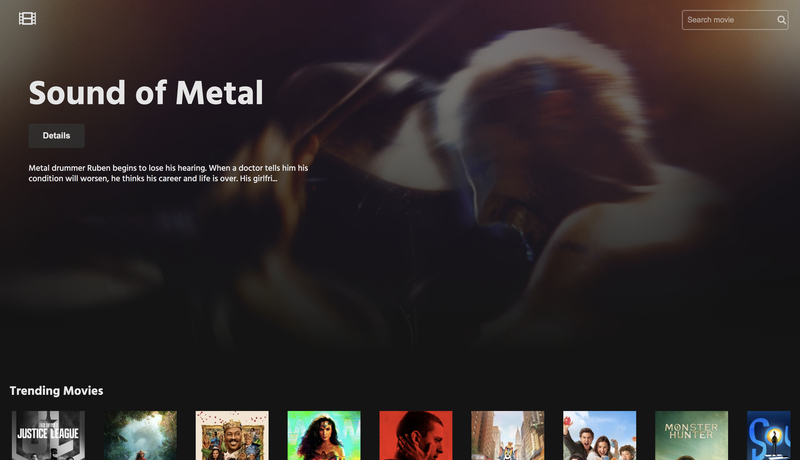 Search movie
Sound of Metal
Details
Metal drummer Ruben begins to lose his hearing. When a doctor tells him his
condition will worsen, he thinks his career and life is over. His girlfri...
Trending Movies
JUSTICE LEAGUE
MONSTER
HUNTER